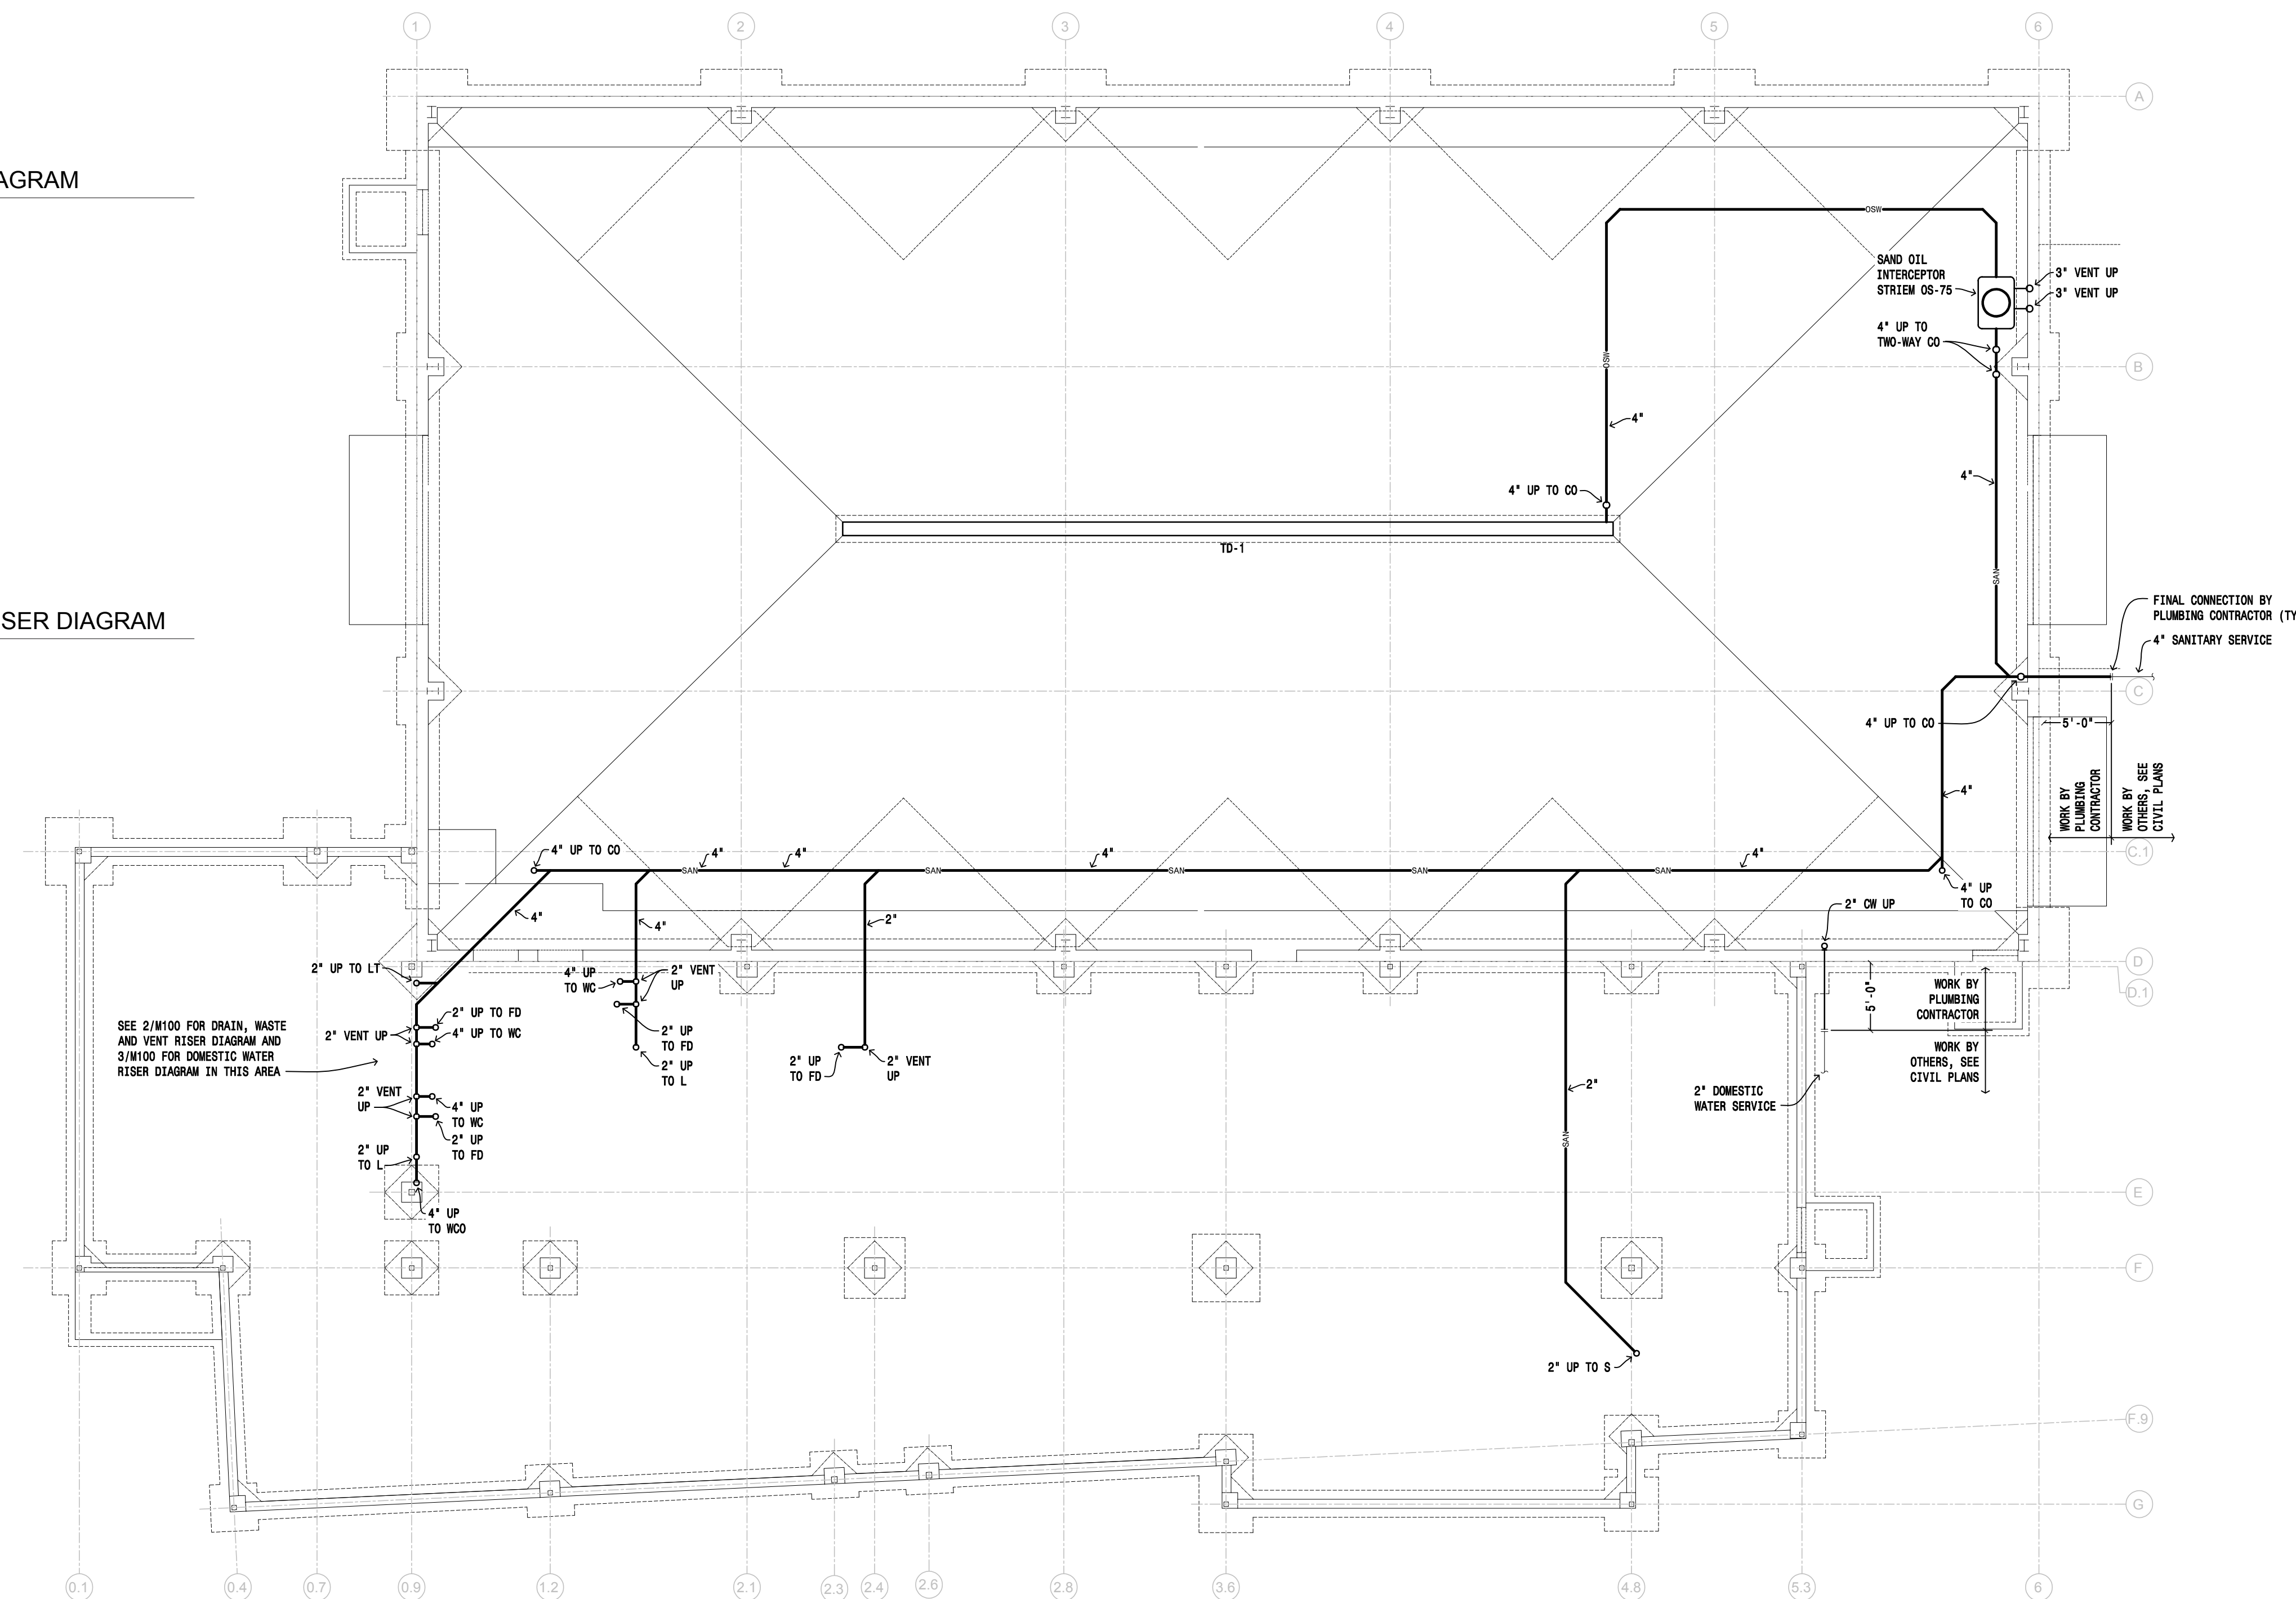 1
2
3
4
5
6
A
AGRAM
OSW
SAND OIL
INTERCEPTOR
STRIEM OS-75
3" VENT UP
3" VENT UP
4" UP TO
TWO-WAY CO
OSW
B
4"
4"
4" UP TO CO
TD-1
SAN
SER DIAGRAM
FINAL CONNECTION BY
PLUMBING CONTRACTOR (TY
4" SANITARY SERVICE
C
4" UP TO CO
5'-0"
WORK BY
PLUMBING
CONTRACTOR
WORK BY
OTHERS, SEE
CIVIL PLANS
4"
C.1
4" UP TO CO
4"
4"
4"
4"
SAN
SAN
SAN
SAN
SAN
4" UP
TO CO
2" CW UP
4"
4"
2"
D
D.1
2" UP TO LT
4" UP
TO WC
2" VENT
UP
5'-0"
WORK BY
PLUMBING
CONTRACTOR
WORK BY
OTHERS, SEE
CIVIL PLANS
SEE 2/M100 FOR DRAIN, WASTE
AND VENT RISER DIAGRAM AND
3/M100 FOR DOMESTIC WATER
RISER DIAGRAM IN THIS AREA
2" VENT UP
2" UP TO FD
4" UP TO WC
2" UP
TO FD
2" UP
TO L
2" UP
TO FD
2" VENT
UP
2"
2" DOMESTIC
WATER SERVICE
2" VENT
UP
4" UP
TO WC
2" UP
TO FD
2" UP
TO L
SAN
E
4" UP
TO WCO
F
2" UP TO S
F.9
G
0.1
0.4
0.7
0.9
1.2
2.1
2.3
2.4
2.6
2.8
3.6
4.8
5.3
6